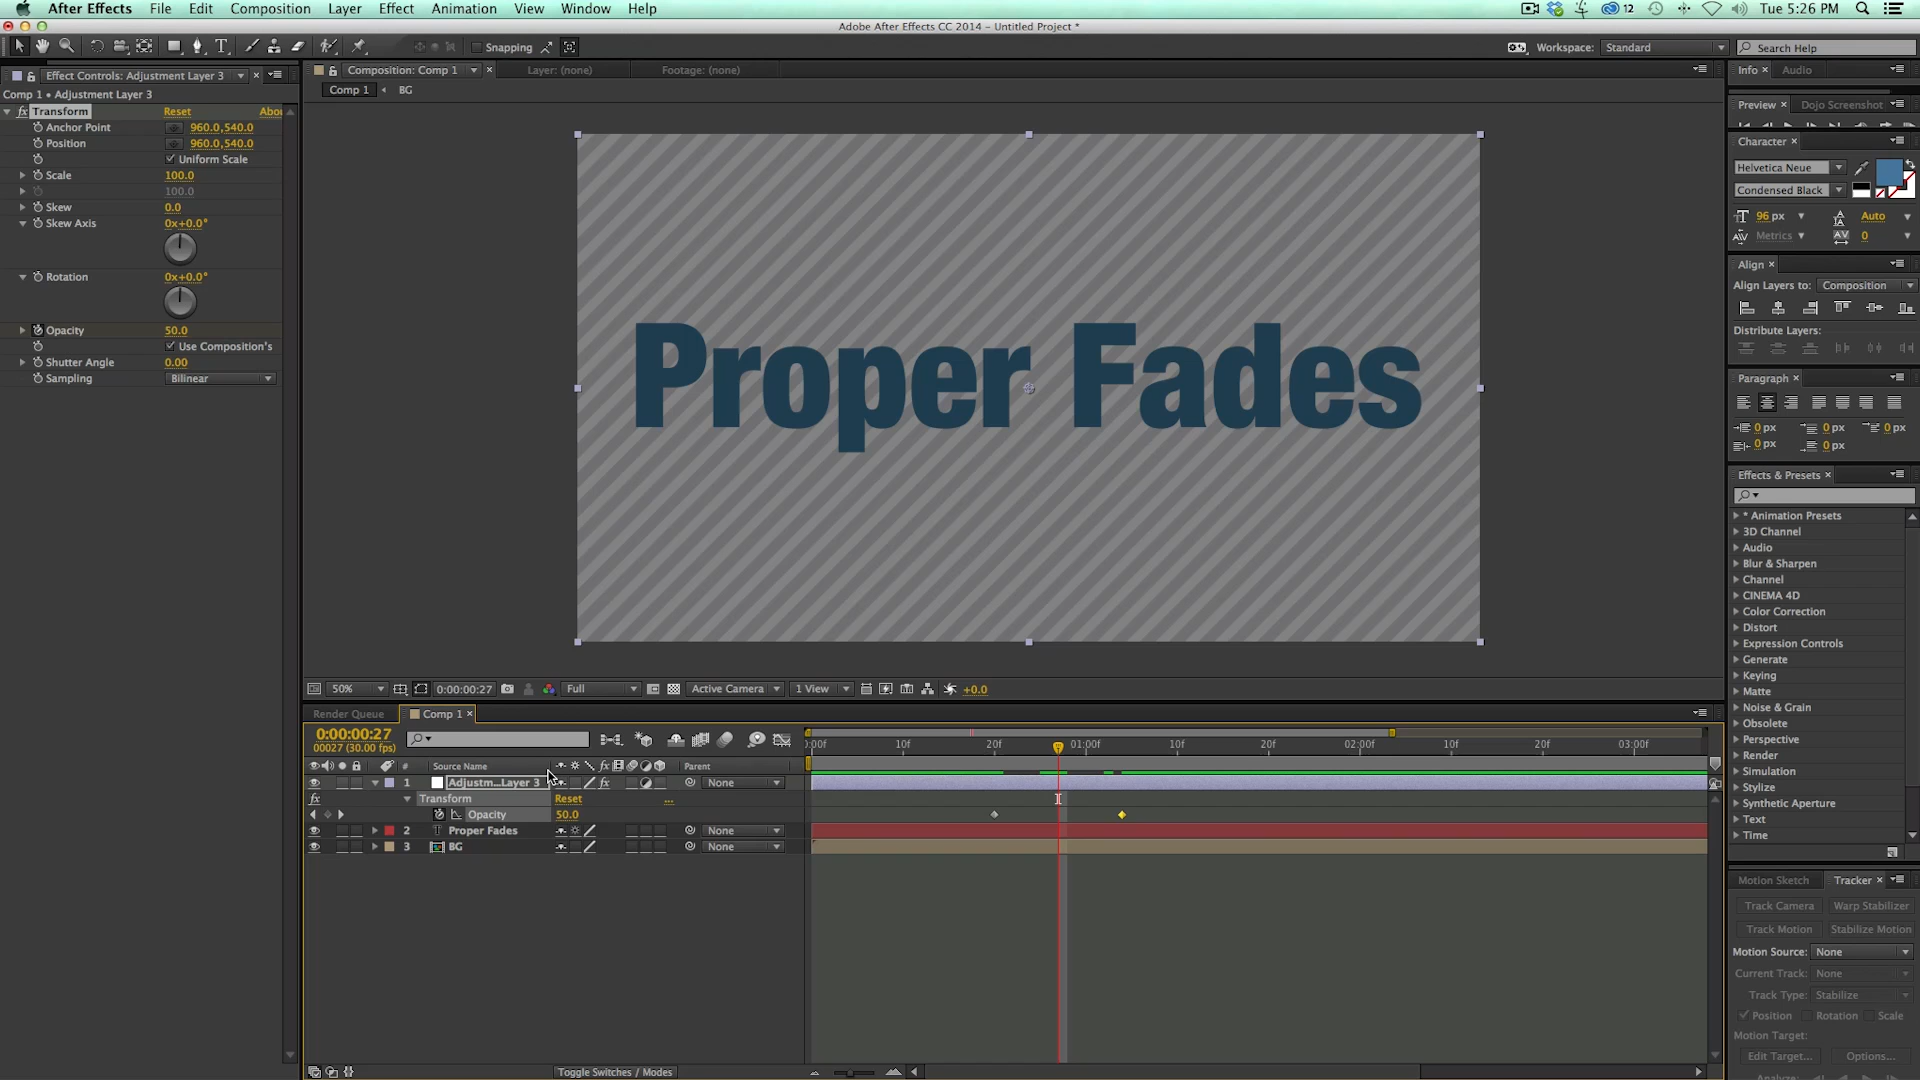 After Effects File Edit Composition Layer Effect Animation View Window Help 12 Tue 5:26 PM
Adobe After Effects CC 2014 - Untitled Project *
Snapping Workspace: Standard Search Help
Effect Controls: Adjustment Layer 3
Comp 1 • Adjustment Layer 3
fx Transform Reset Abou
Anchor Point 960.0,540.0
Position 960.0,540.0
Uniform Scale
Scale 100.0
100.0
Skew 0.0
Skew Axis 0x+0.0°
Rotation 0x+0.0°
Opacity 50.0
Use Composition's
Shutter Angle 0.00
Sampling Bilinear
Composition: Comp 1 Layer: (none) Footage: (none)
Comp 1 BG
Proper Fades
50% 0:00:00:27 Full Active Camera 1 View +0.0
Info Audio
Preview Dojo Screenshot
Character
Helvetica Neue
Condensed Black
96 px Auto
Metrics 0
Align
Align Layers to: Composition
Distribute Layers:
Paragraph
0 px 0 px 0 px
0 px 0 px
Effects & Presets
* Animation Presets
3D Channel
Audio
Blur & Sharpen
Channel
CINEMA 4D
Color Correction
Distort
Expression Controls
Generate
Keying
Matte
Noise & Grain
Obsolete
Perspective
Render
Simulation
Stylize
Synthetic Aperture
Text
Time
Motion Sketch Tracker
Track Camera Warp Stabilizer
Track Motion Stabilize Motion
Motion Source: None
Current Track: None
Track Type: Stabilize
Position Rotation Scale
Motion Target:
Edit Target... Options...
Analyze:
Render Queue Comp 1
0:00:00:27
00027 (30.00 fps)
# Source Name fx Parent
:00f 10f 20f 01:00f 10f 20f 02:00f 10f 20f 03:00f
1 Adjustm...Layer 3 fx None
fx Transform Reset ...
Opacity 50.0
2 T Proper Fades None
3 BG None
Toggle Switches / Modes